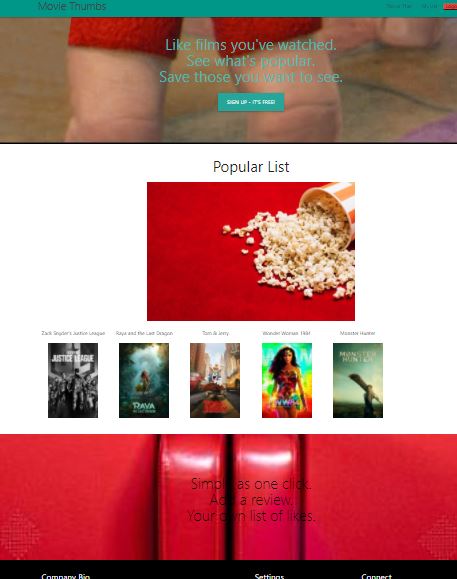 Movie Thumbs
My List
Like films you've watched.
See what's popular.
Save those you want to see.
SIGN UP - IT'S FREE!
Popular List
Zack Snyder's Justice League
Raya and the Last Dragon
Tom & Jerry
Wonder Woman 1984
Monster Hunter
JUSTICE LEAGUE
RAYA
WW84
MONSTER
HUNTER
Simple as one click.
Add a review.
Your own list of likes.
Company Bio
Settings
Connect